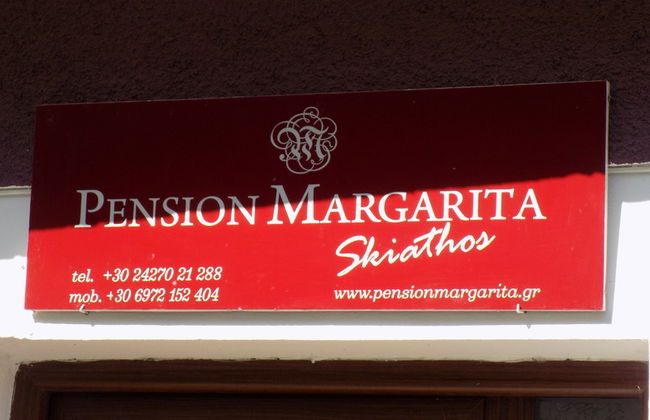 M
PENSION MARGARITA
Skiathos
tel. +30 24270 21 288
mob. +30 6972 152 404
www.pensionmargarita.gr